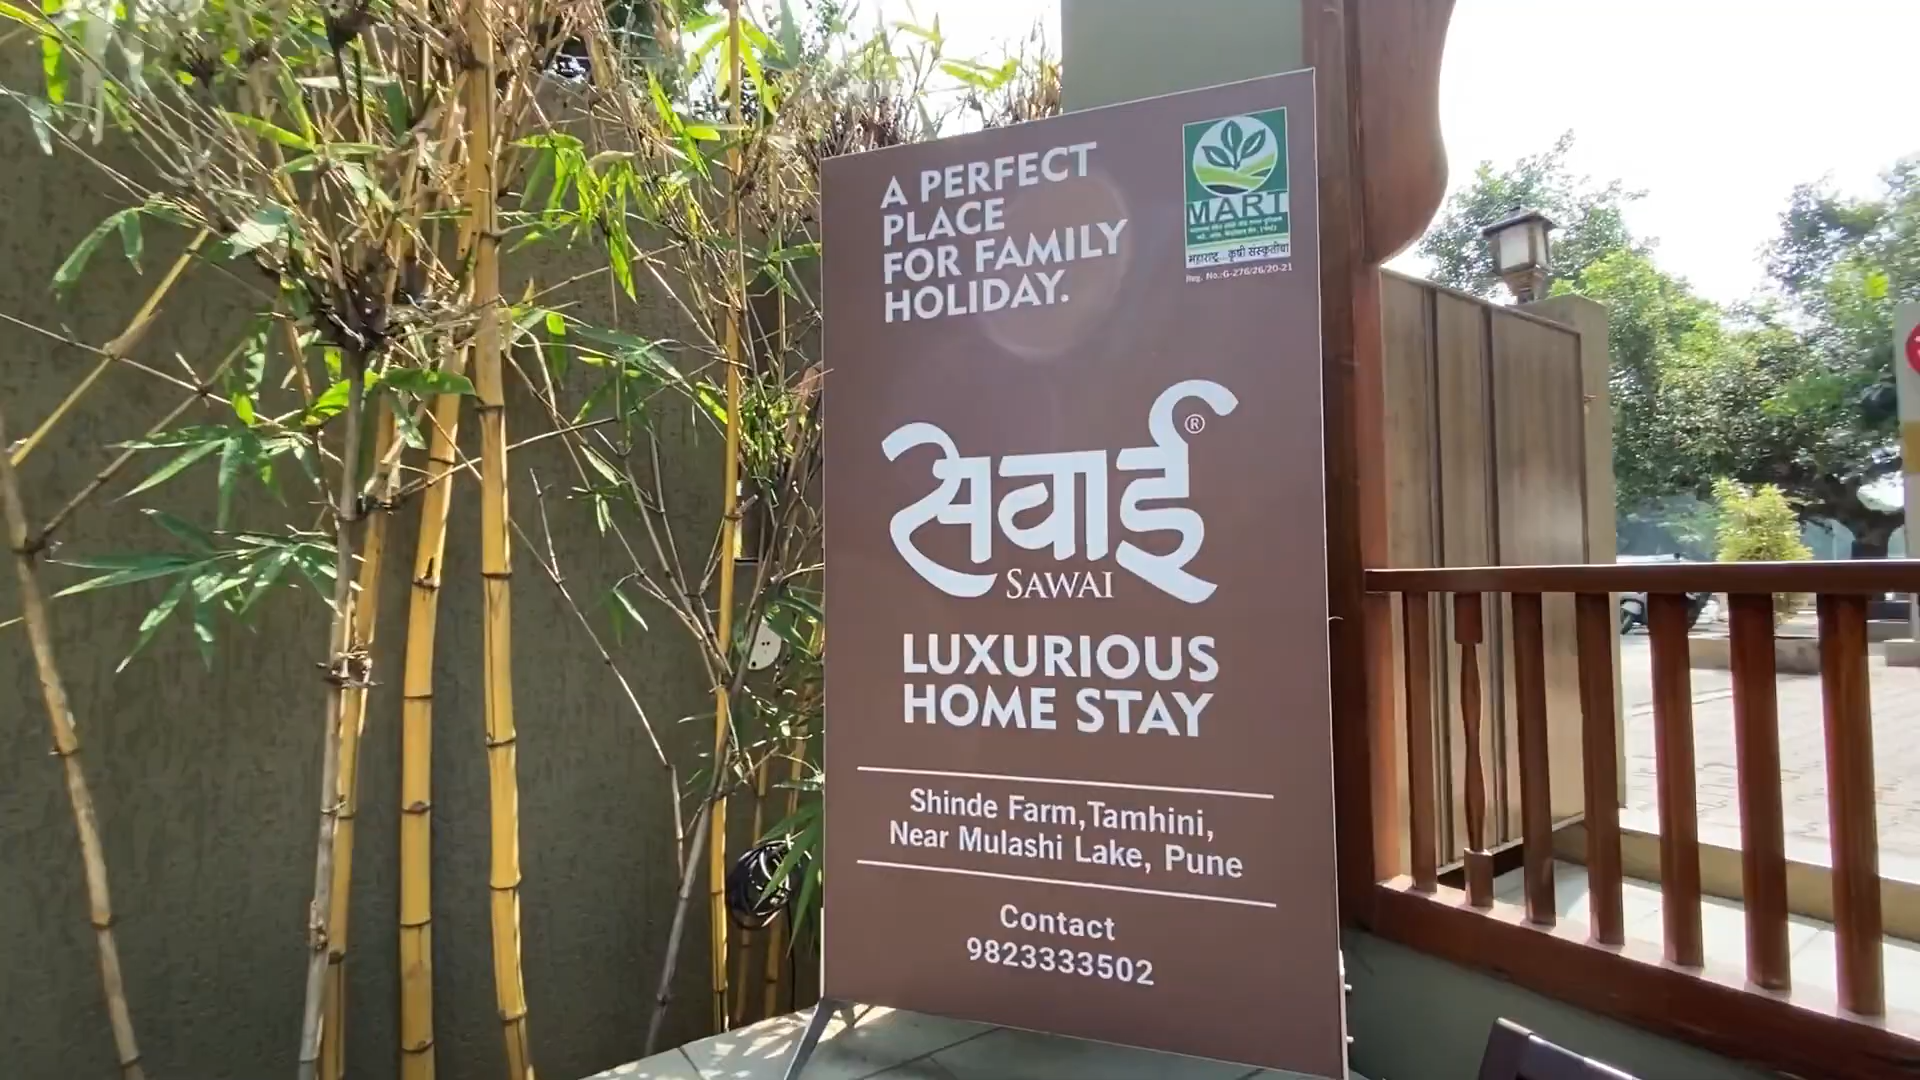 A PERFECT
PLACE
FOR FAMILY
HOLIDAY.
MART
महाराष्ट्र...कृषी संस्कृतीचा
Reg. No.:G-276/26/20-21
सवाई®
SAWAI
LUXURIOUS
HOME STAY
Shinde Farm,Tamhini,
Near Mulashi Lake, Pune
Contact
9823333502